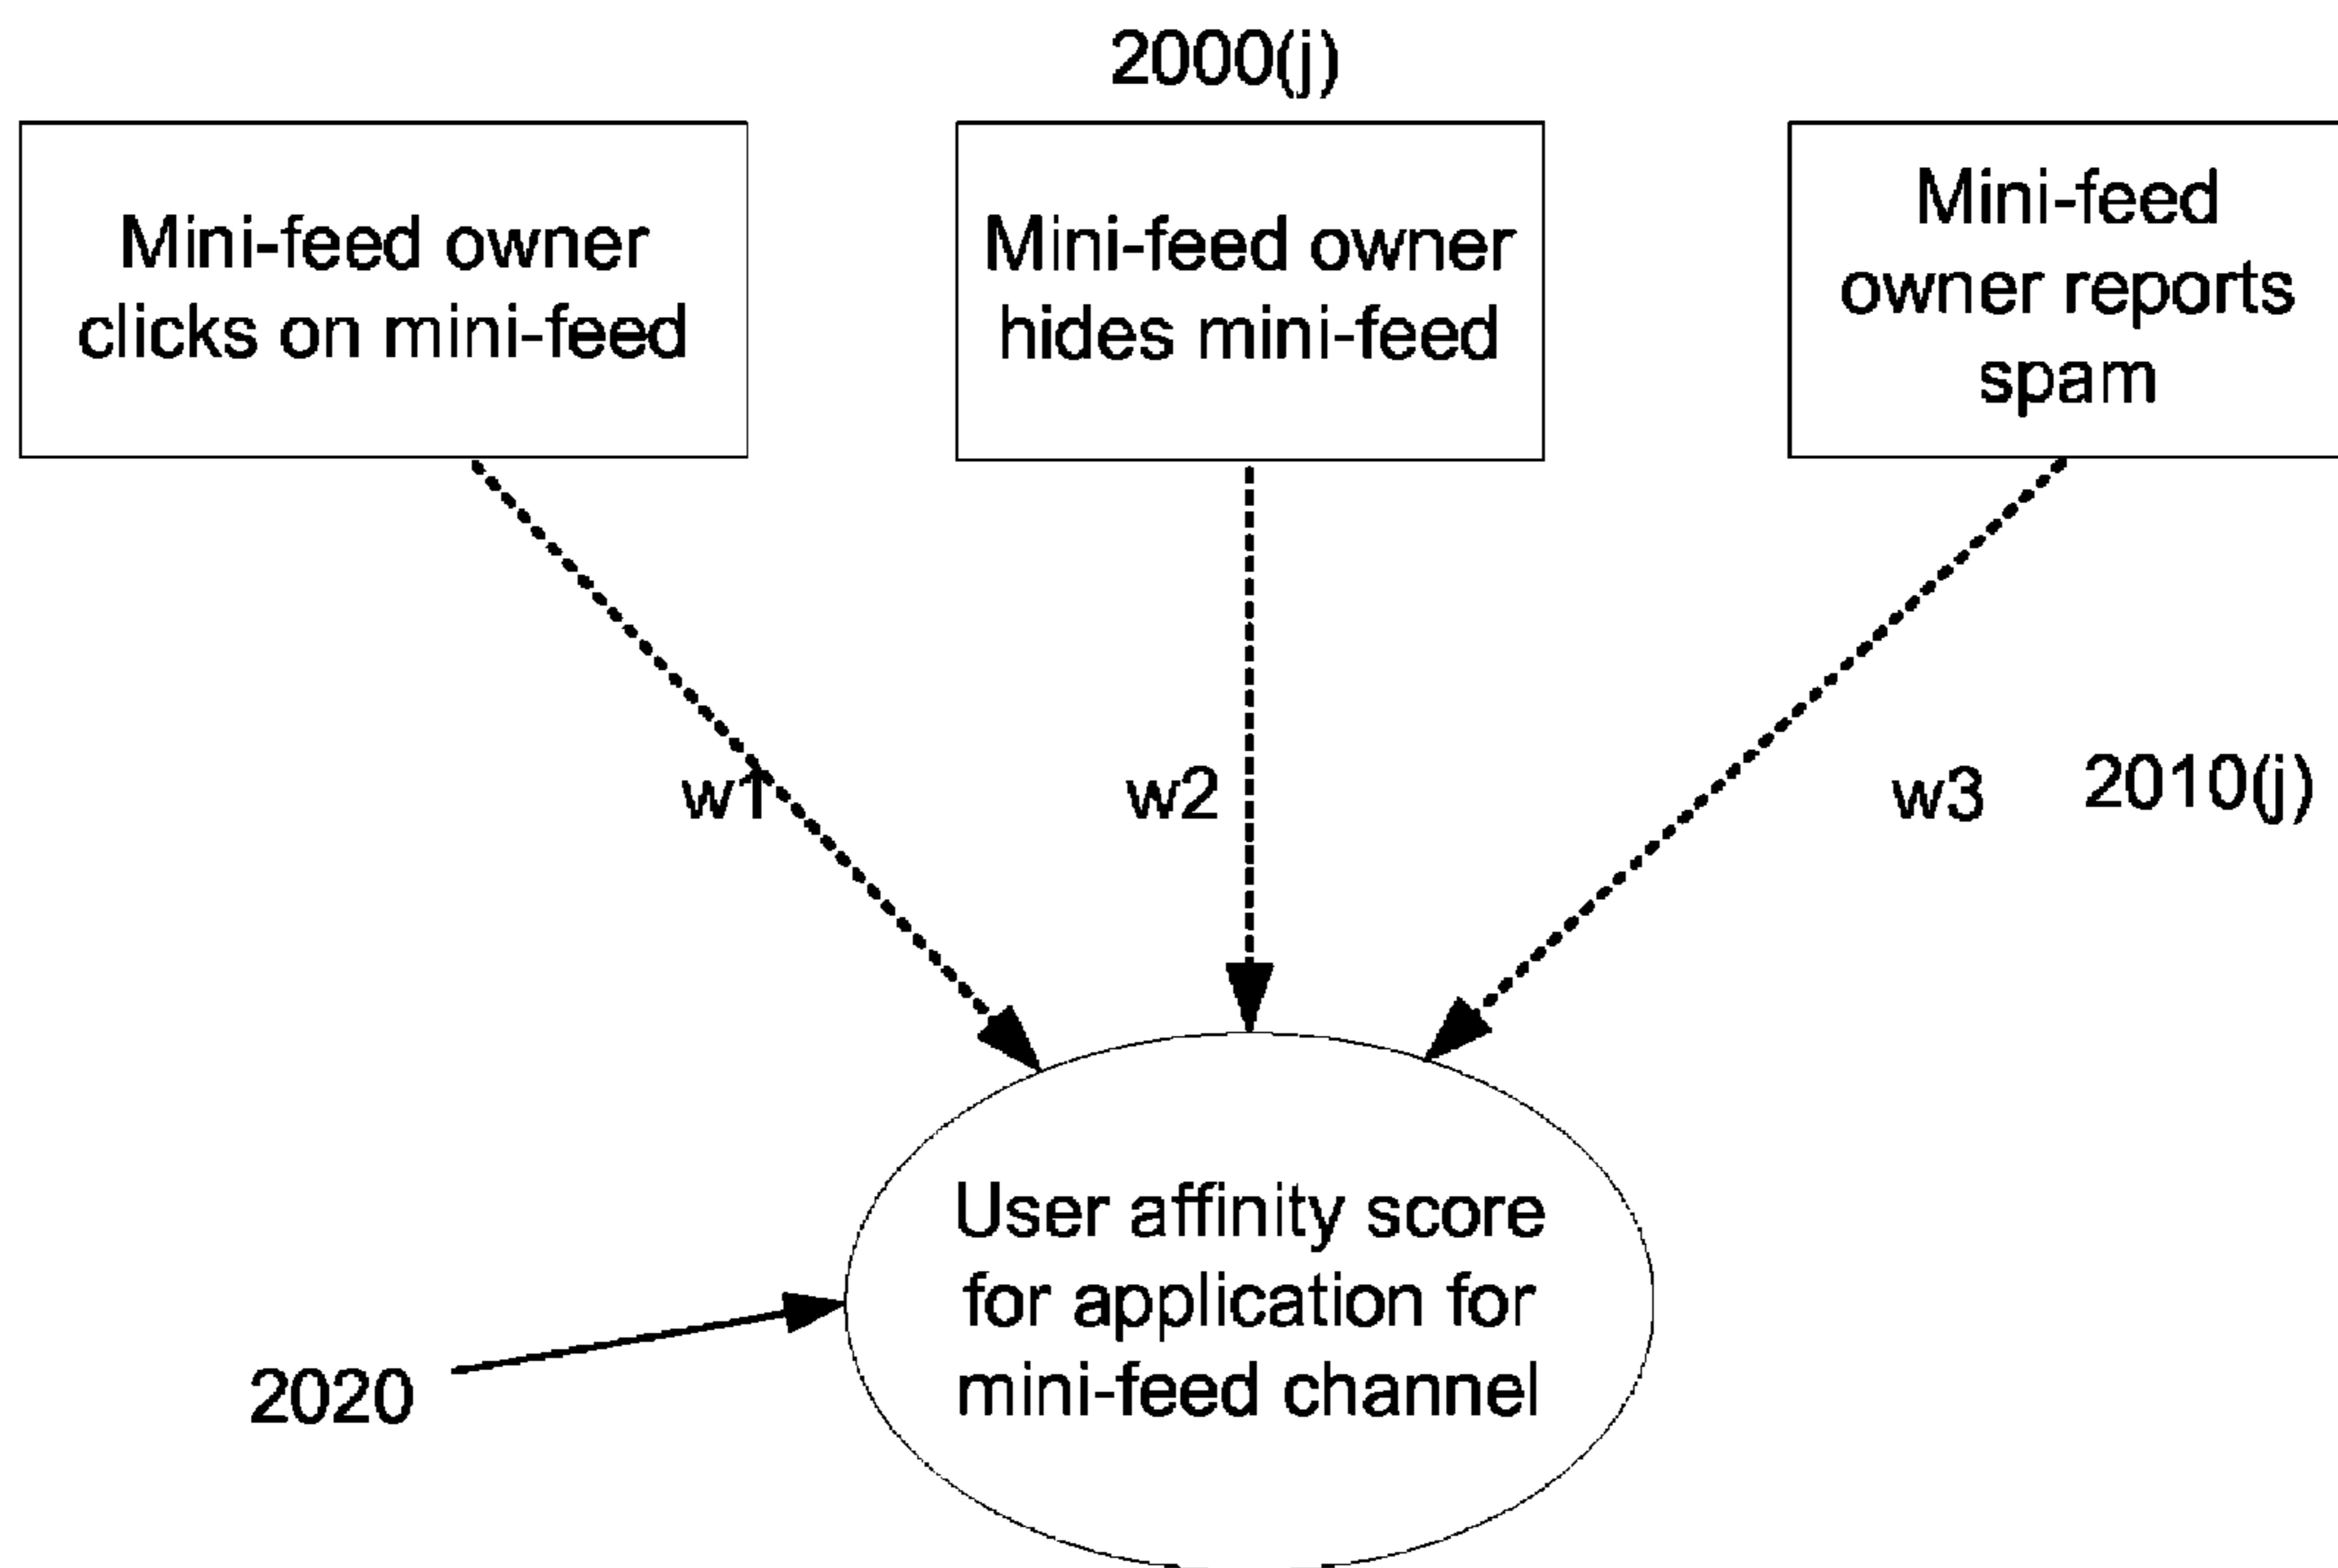 2000(j)
Mini-feed owner
clicks on mini-feed
Mini-feed owner
hides mini-feed
Mini-feed
owner reports
spam
w1
w2
w3
2010(j)
User affinity score
for application for
mini-feed channel
2020